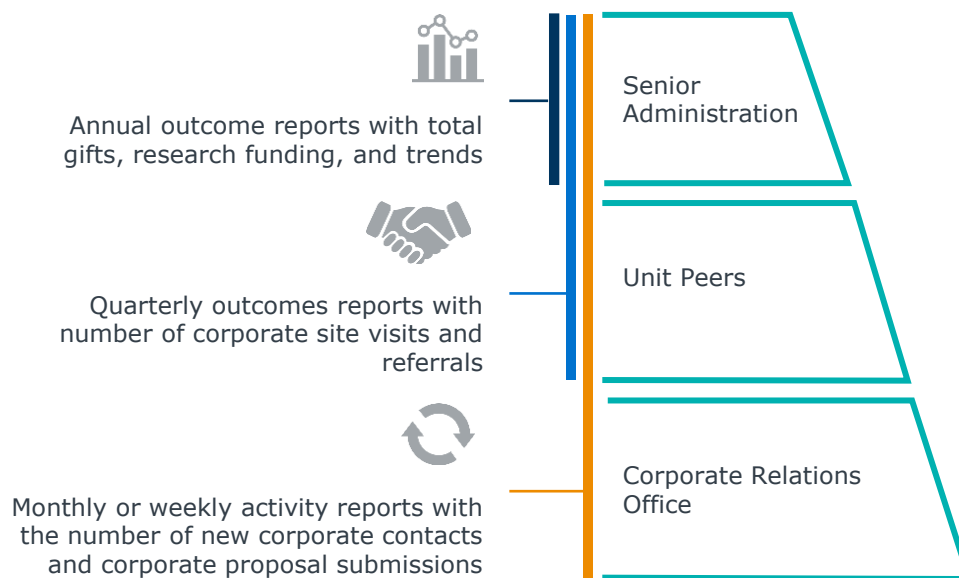 Annual outcome reports with total
gifts, research funding, and trends
Senior
Administration
Quarterly outcomes reports with
number of corporate site visits and
referrals
Unit Peers
Monthly or weekly activity reports with
the number of new corporate contacts
and corporate proposal submissions
Corporate Relations
Office